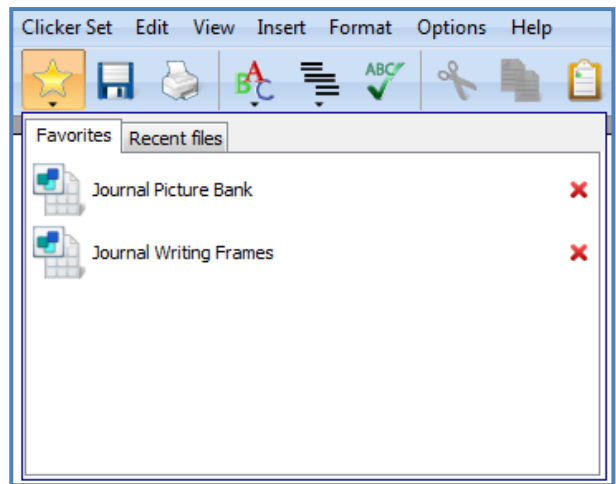 Clicker Set Edit View Insert Format Options Help
A
B C
ABC
Favorites Recent files
Journal Picture Bank
Journal Writing Frames